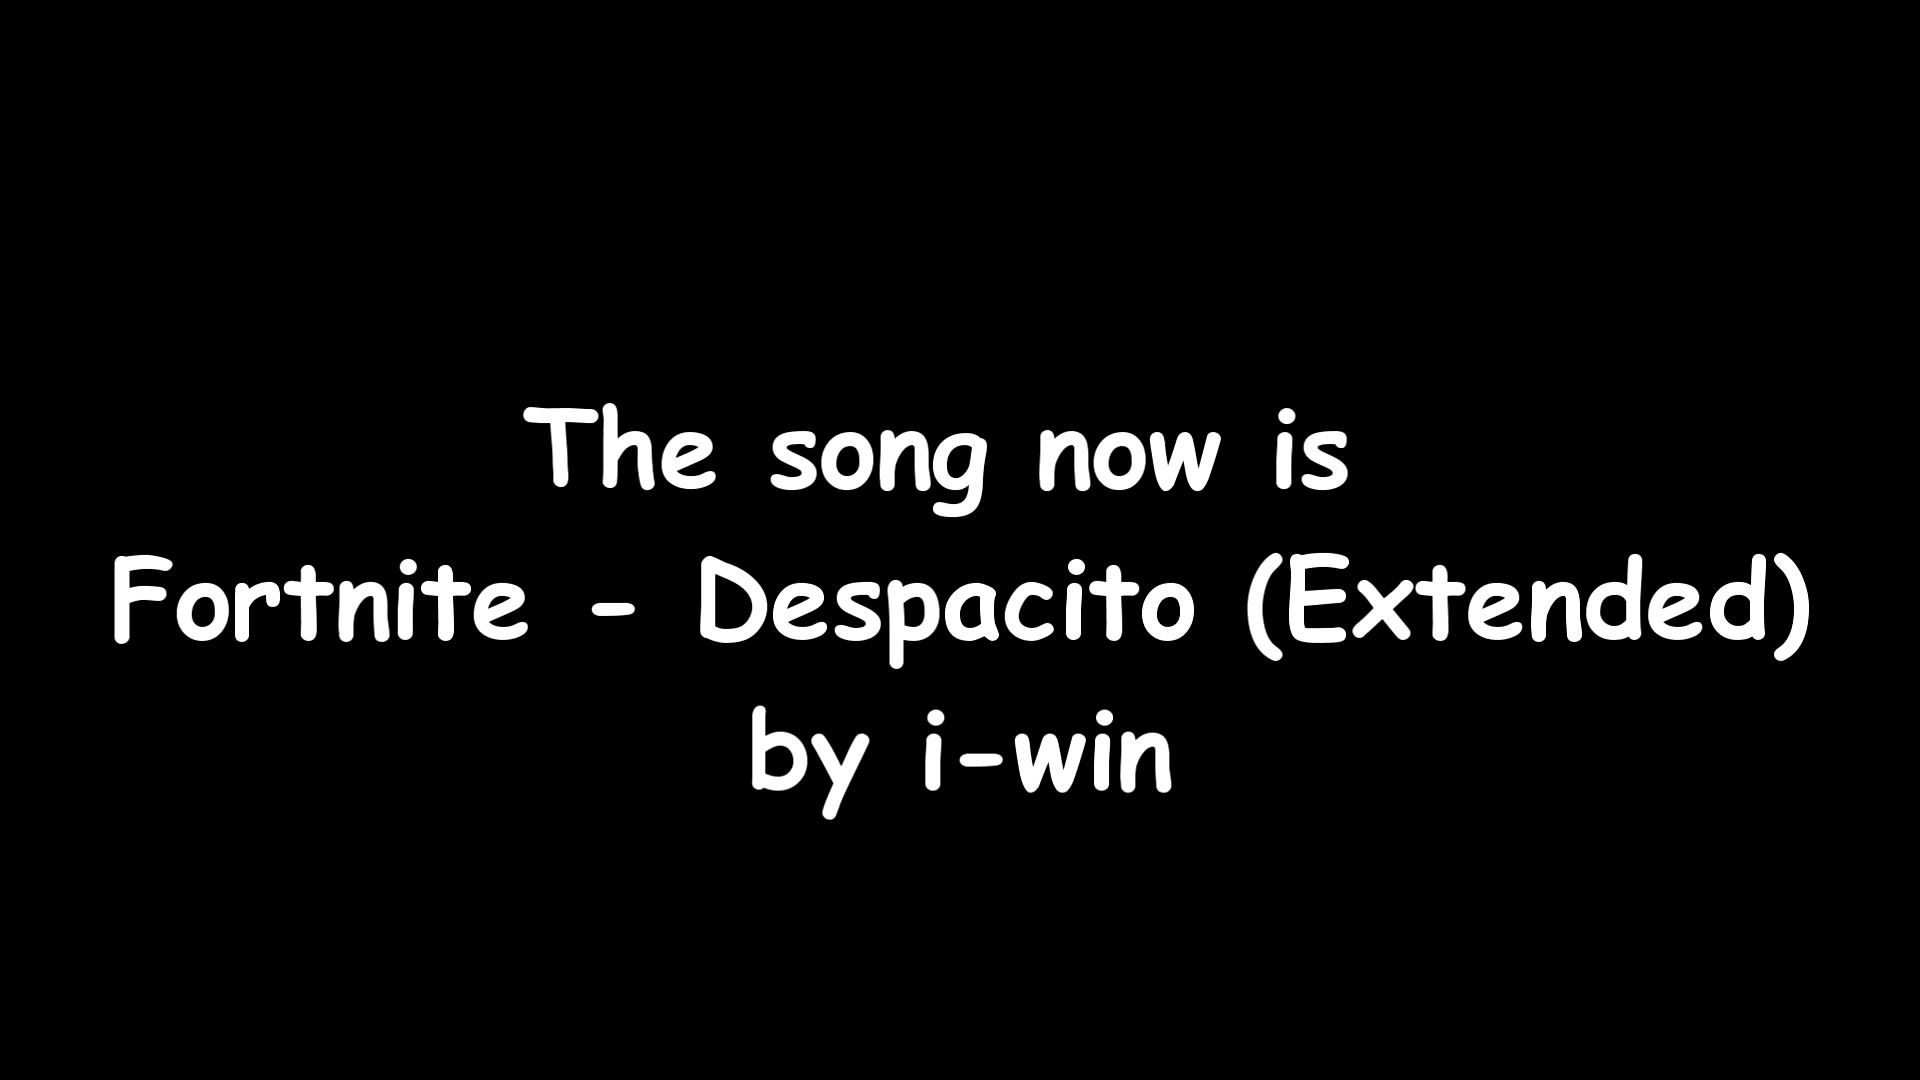 The song now is
Fortnite - Despacito (Extended)
by i-win